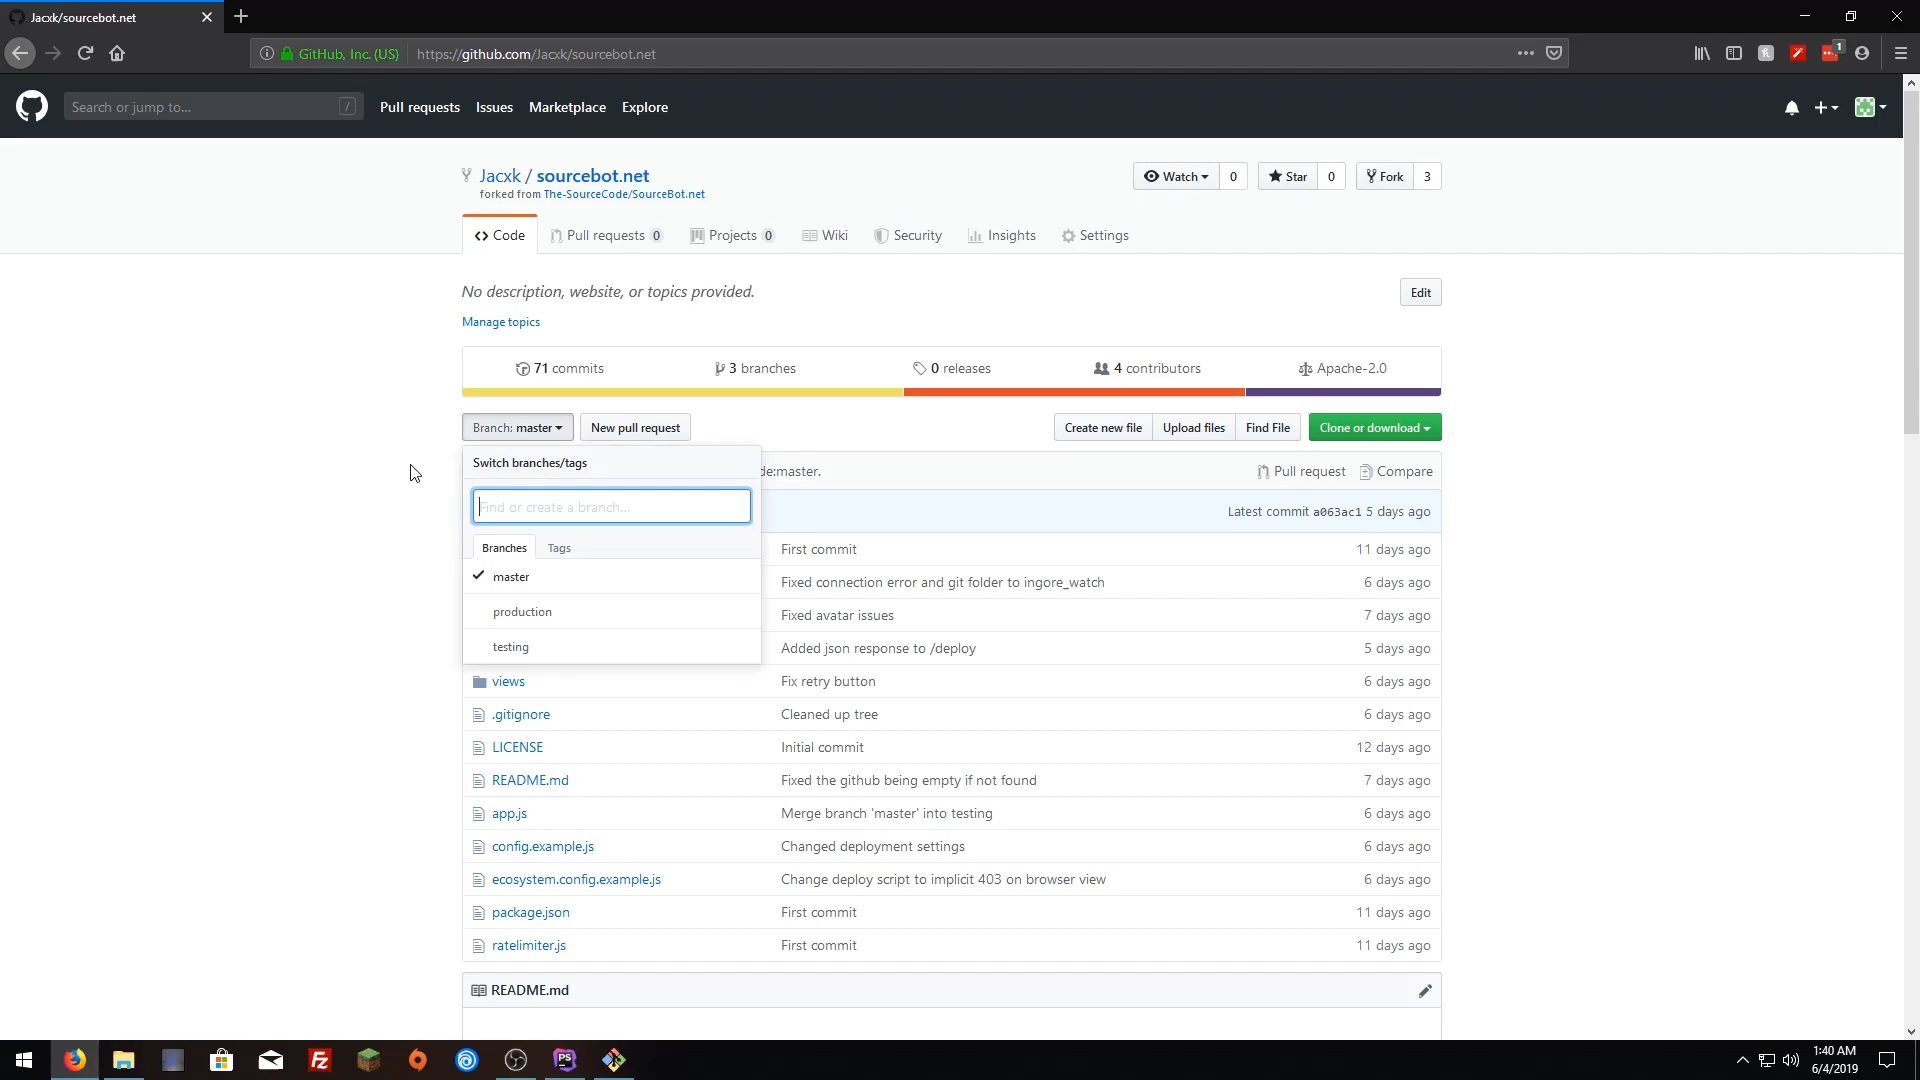 Jacxk/sourcebot.net
GitHub, Inc. (US)
https://github.com/Jacxk/sourcebot.net
1
Search or jump to...
/
Pull requests
Issues
Marketplace
Explore
Jacxk / sourcebot.net
forked from The-SourceCode/SourceBot.net
Watch 0
Star 0
Fork 3
Code
Pull requests 0
Projects 0
Wiki
Security
Insights
Settings
No description, website, or topics provided.
Edit
Manage topics
71 commits
3 branches
0 releases
4 contributors
Apache-2.0
Branch: master
New pull request
Create new file
Upload files
Find File
Clone or download
Switch branches/tags
de:master.
Pull request
Compare
Find or create a branch...
Latest commit a063ac1 5 days ago
Branches
Tags
First commit 11 days ago
master
Fixed connection error and git folder to ingore_watch 6 days ago
production
Fixed avatar issues 7 days ago
testing
Added json response to /deploy 5 days ago
views Fix retry button 6 days ago
.gitignore Cleaned up tree 6 days ago
LICENSE Initial commit 12 days ago
README.md Fixed the github being empty if not found 7 days ago
app.js Merge branch 'master' into testing 6 days ago
config.example.js Changed deployment settings 6 days ago
ecosystem.config.example.js Change deploy script to implicit 403 on browser view 6 days ago
package.json First commit 11 days ago
ratelimiter.js First commit 11 days ago
README.md
Fz
PS
1:40 AM
6/4/2019